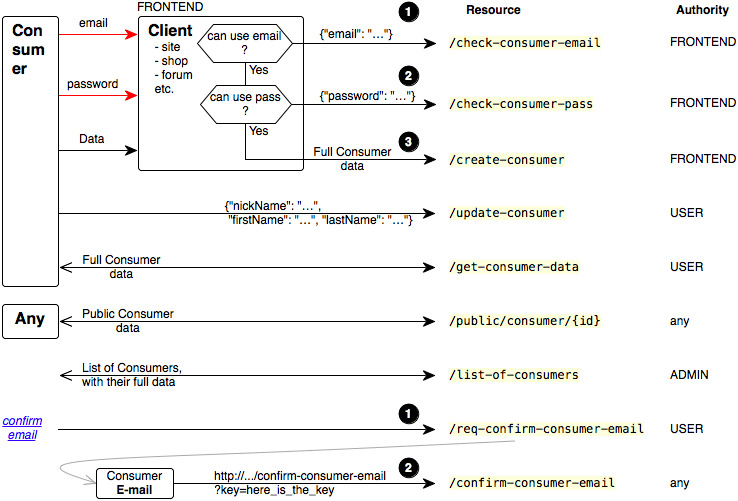 FRONTEND
1
Resource
Authority
Con
sum
er
email
Client
- site
- shop
- forum
etc.
can use email
?
{"email": "…"}
/check-consumer-email
FRONTEND
Yes
2
password
can use pass
?
{"password": "…"}
/check-consumer-pass
FRONTEND
Yes
3
Data
Full Consumer
data
/create-consumer
FRONTEND
{"nickName": "…",
"firstName": "…", "lastName": "…"}
/update-consumer
USER
Full Consumer
data
/get-consumer-data
USER
Any
Public Consumer
data
/public/consumer/{id}
any
List of Consumers,
with their full data
/list-of-consumers
ADMIN
1
confirm
email
/req-confirm-consumer-email
USER
2
Consumer
E-mail
http://.../confirm-consumer-email
?key=here_is_the_key
/confirm-consumer-email
any